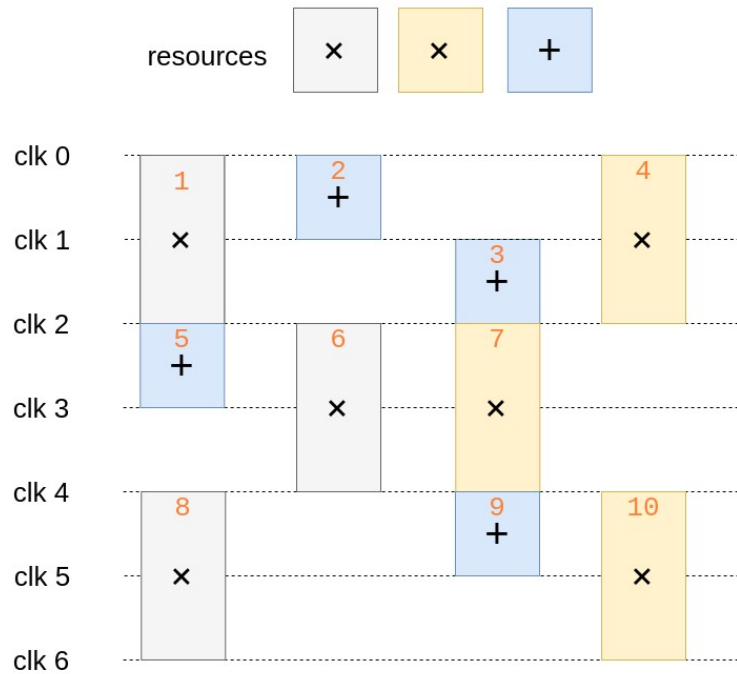 resources × × +
clk 0
1 2 4
+
clk 1
× 3 ×
+
clk 2
5 6 7
+
clk 3
× ×
clk 4
8 9 10
+
clk 5
× ×
clk 6